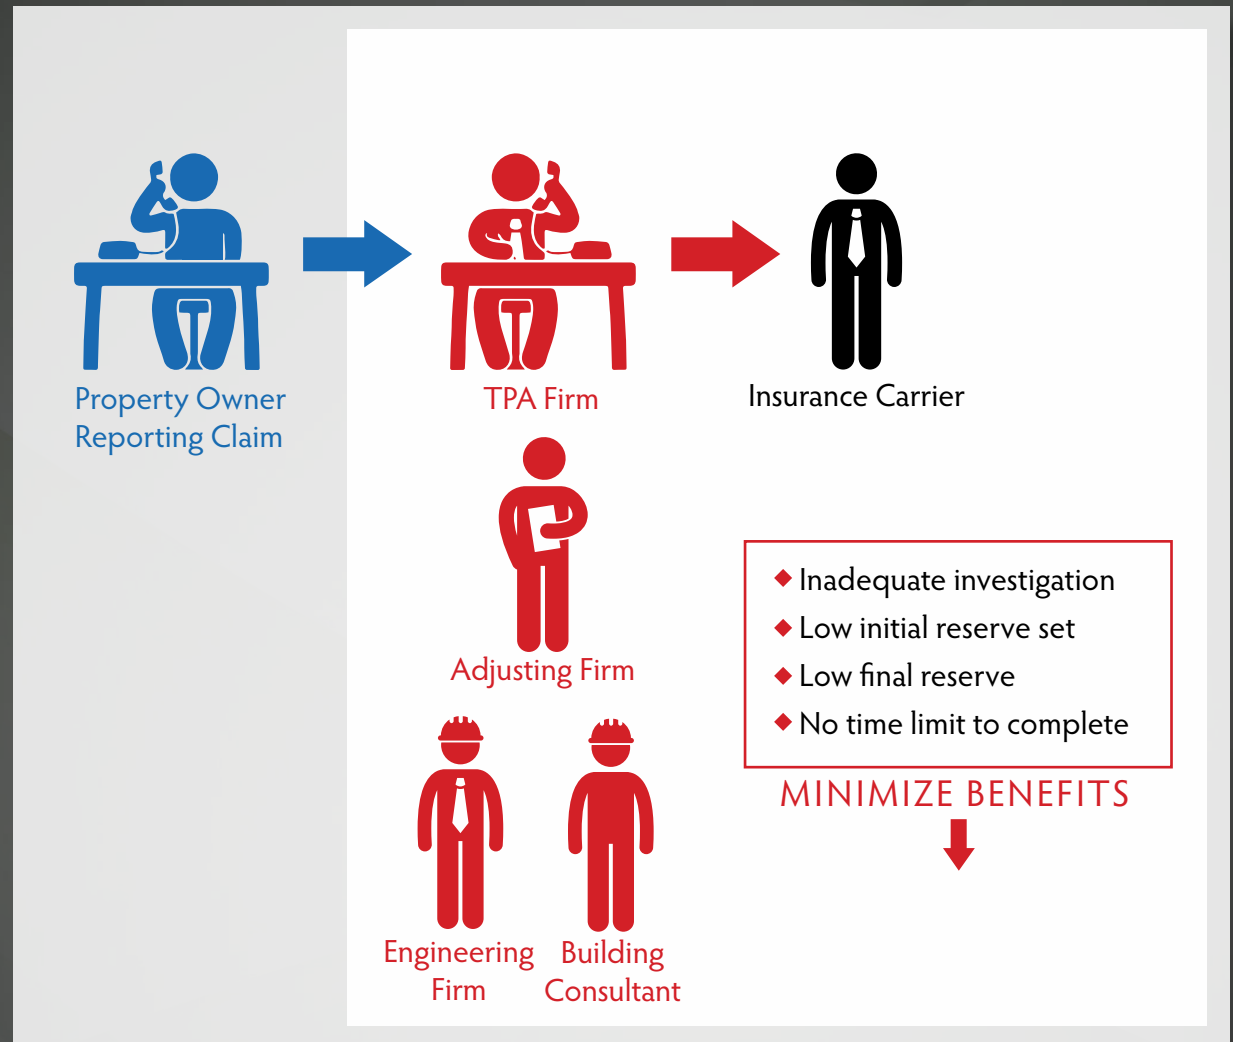 Property Owner
Reporting Claim
TPA Firm
Insurance Carrier
Adjusting Firm
◆ Inadequate investigation
◆ Low initial reserve set
◆ Low final reserve
◆ No time limit to complete
MINIMIZE BENEFITS
Engineering
Firm
Building
Consultant